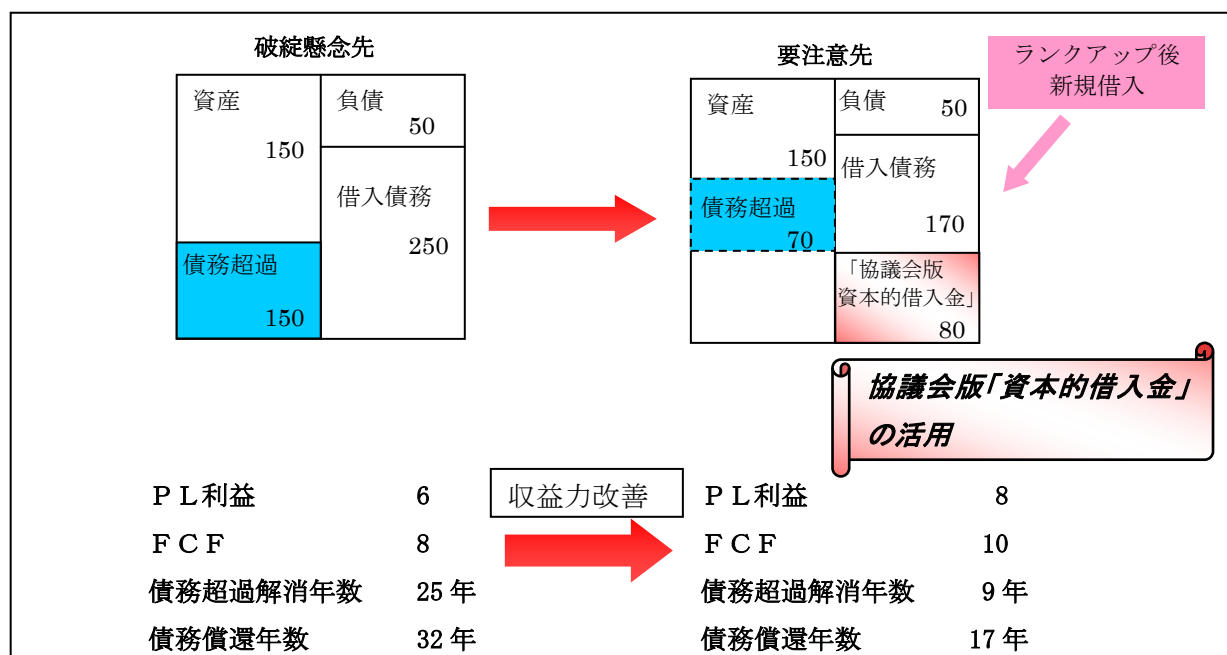 破綻懸念先
資産
150
債務超過
150
負債
50
借入債務
250
要注意先
資産
150
債務超過
70
負債
50
借入債務
170
「協議会版
資本的借入金」
80
ランクアップ後
新規借入
協議会版「資本的借入金」
の活用
ＰＬ利益 6
ＦＣＦ 8
債務超過解消年数 25 年
債務償還年数 32 年
収益力改善
ＰＬ利益 8
ＦＣＦ 10
債務超過解消年数 9 年
債務償還年数 17 年